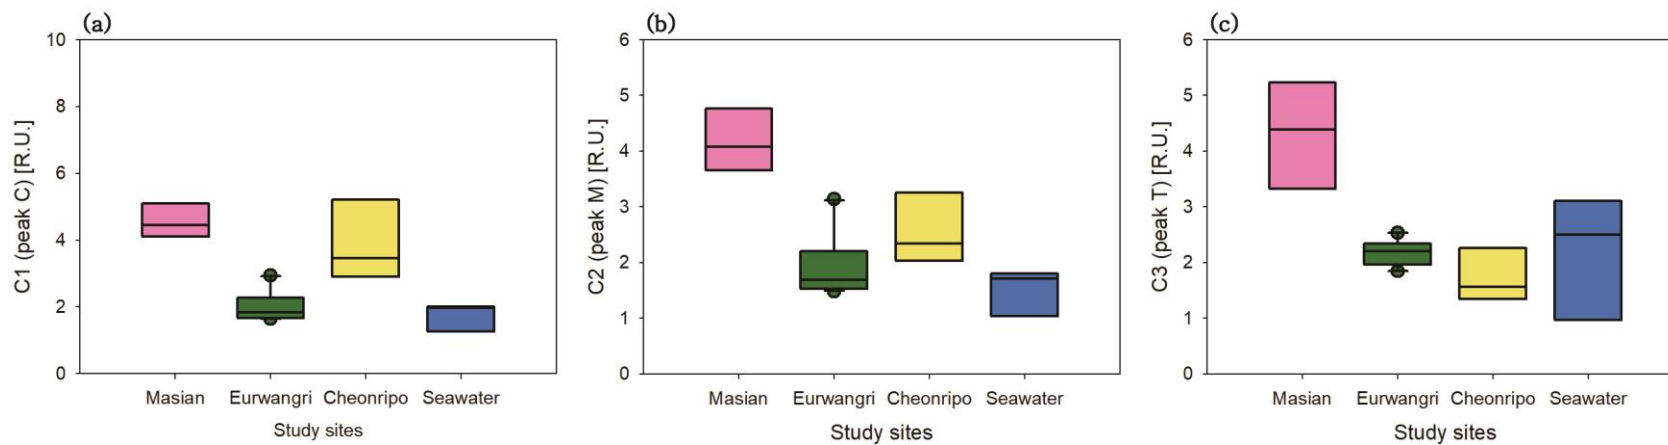 (a)
10
8
6
4
2
0
C1 (peak C) [R.U.]
Masian Eurwangri Cheonripo Seawater
Study sites
(b)
6
5
4
3
2
1
0
C2 (peak M) [R.U.]
Masian Eurwangri Cheonripo Seawater
Study sites
(c)
6
5
4
3
2
1
0
C3 (peak T) [R.U.]
Masian Eurwangri Cheonripo Seawater
Study sites